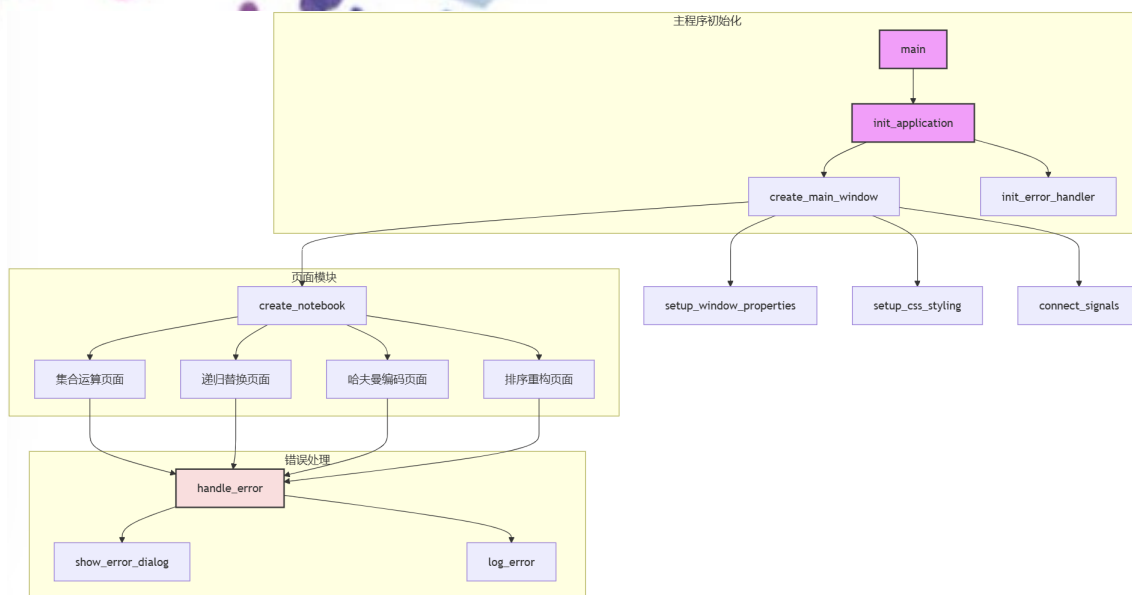 主程序初始化
main
init_application
create_main_window
init_error_handler
页面模块
create_notebook
setup_window_properties
setup_css_styling
connect_signals
集合运算页面
递归替换页面
哈夫曼编码页面
排序重构页面
错误处理
handle_error
show_error_dialog
log_error